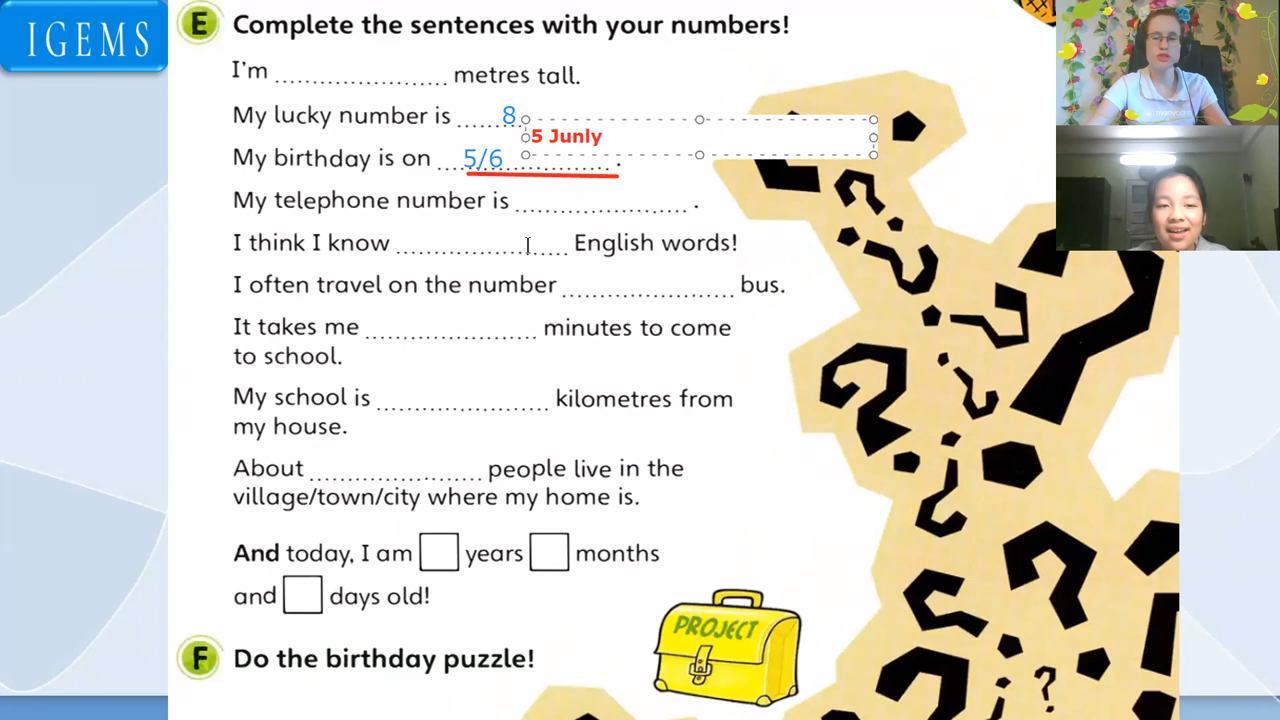 IGEMS
E Complete the sentences with your numbers!
I'm ........................ metres tall.
My lucky number is ......8
5 Junly
My birthday is on ....5/6.................... .
My telephone number is ........................ .
I think I know ........................ English words!
I often travel on the number ........................ bus.
It takes me ........................ minutes to come
to school.
My school is ........................ kilometres from
my house.
About ........................ people live in the
village/town/city where my home is.
And today, I am years months
and days old!
PROJECT
F Do the birthday puzzle!